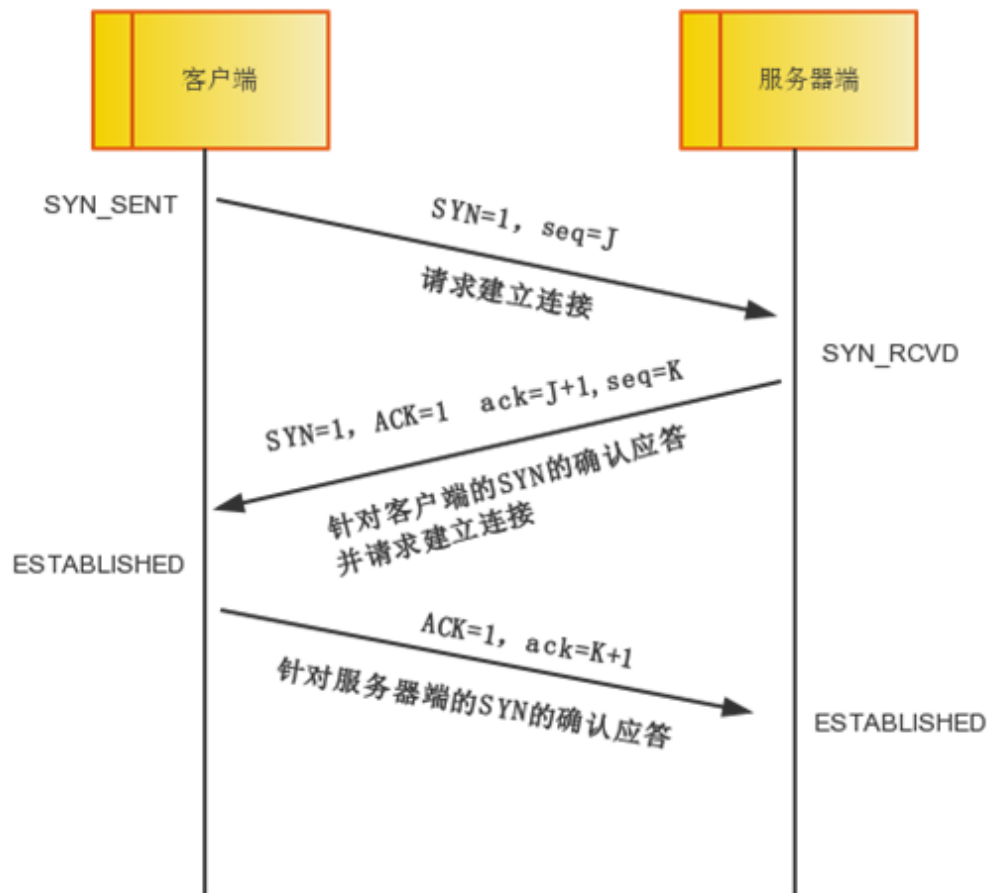 客户端
服务器端
SYN_SENT
SYN=1, seq=J
请求建立连接
SYN_RCVD
SYN=1, ACK=1 ack=J+1,seq=K
针对客户端的SYN的确认应答
并请求建立连接
ESTABLISHED
ACK=1, ack=K+1
针对服务器端的SYN的确认应答
ESTABLISHED